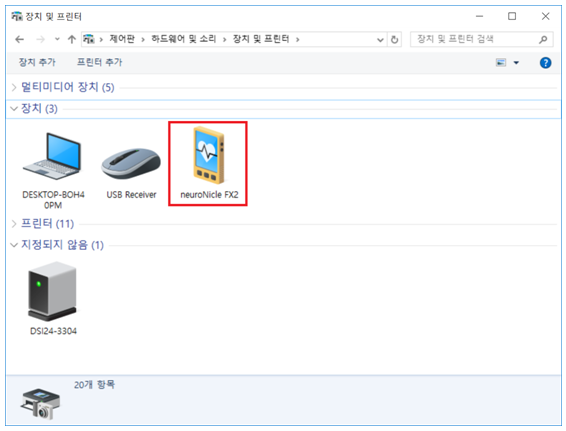 장치 및 프린터
제어판 > 하드웨어 및 소리 > 장치 및 프린터 >
장치 및 프린터 검색
장치 추가 프린터 추가
멀티미디어 장치 (5)
장치 (3)
DESKTOP-BOH4
0PM
USB Receiver
neuroNicle FX2
프린터 (11)
지정되지 않음 (1)
DSI24-3304
20개 항목